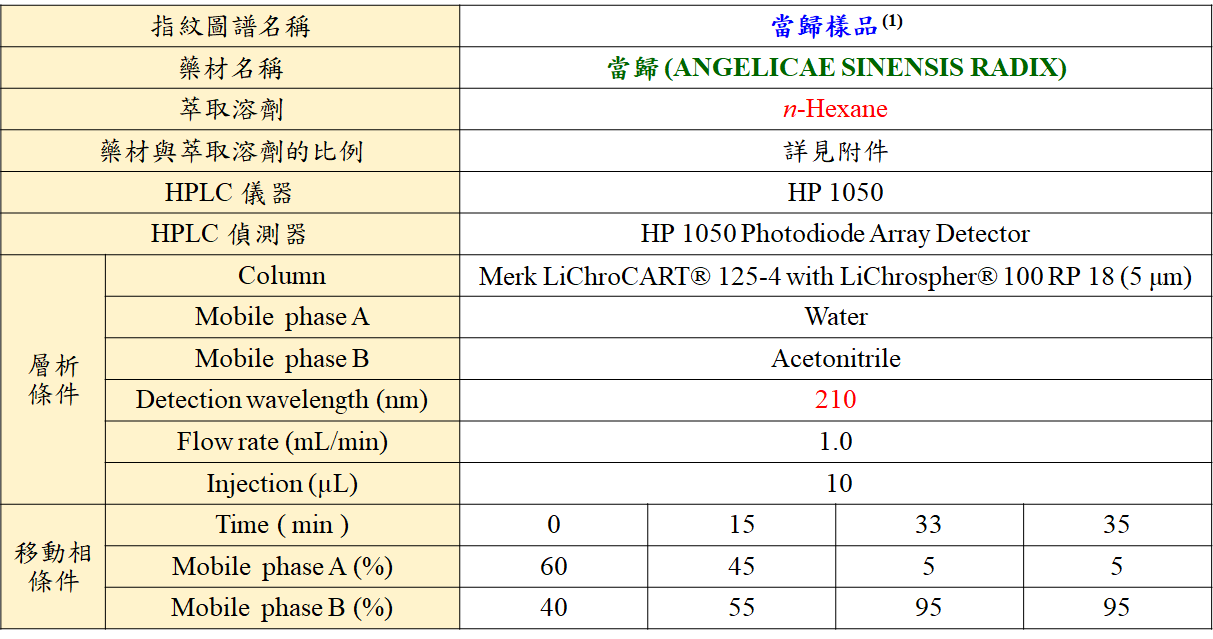 指紋圖譜名稱 當歸樣品(1)
藥材名稱 當歸 (ANGELICAE SINENSIS RADIX)
萃取溶劑 n-Hexane
藥材與萃取溶劑的比例 詳見附件
HPLC 儀器 HP 1050
HPLC 偵測器 HP 1050 Photodiode Array Detector
層析
條件
Column Merk LiChroCART® 125-4 with LiChrospher® 100 RP 18 (5 μm)
Mobile phase A Water
Mobile phase B Acetonitrile
Detection wavelength (nm) 210
Flow rate (mL/min) 1.0
Injection (μL) 10
移動相
條件
Time ( min ) 0 15 33 35
Mobile phase A (%) 60 45 5 5
Mobile phase B (%) 40 55 95 95